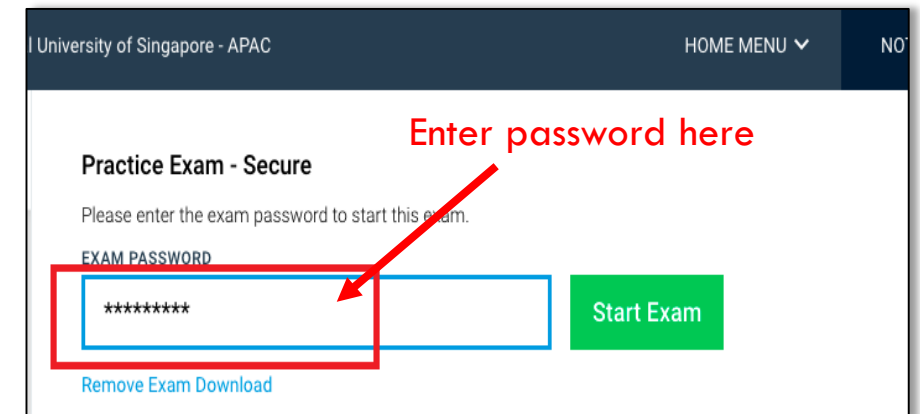 l University of Singapore - APAC HOME MENU NOT
Enter password here
Practice Exam - Secure
Please enter the exam password to start this exam.
EXAM PASSWORD
********* Start Exam
Remove Exam Download